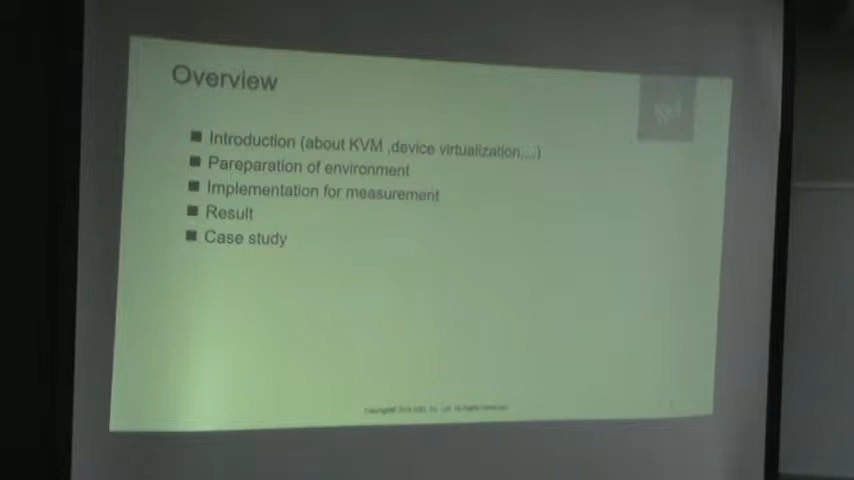 Overview
■ Introduction (about KVM ,device virtualization,...)
■ Pareparation of environment
■ Implementation for measurement
■ Result
■ Case study